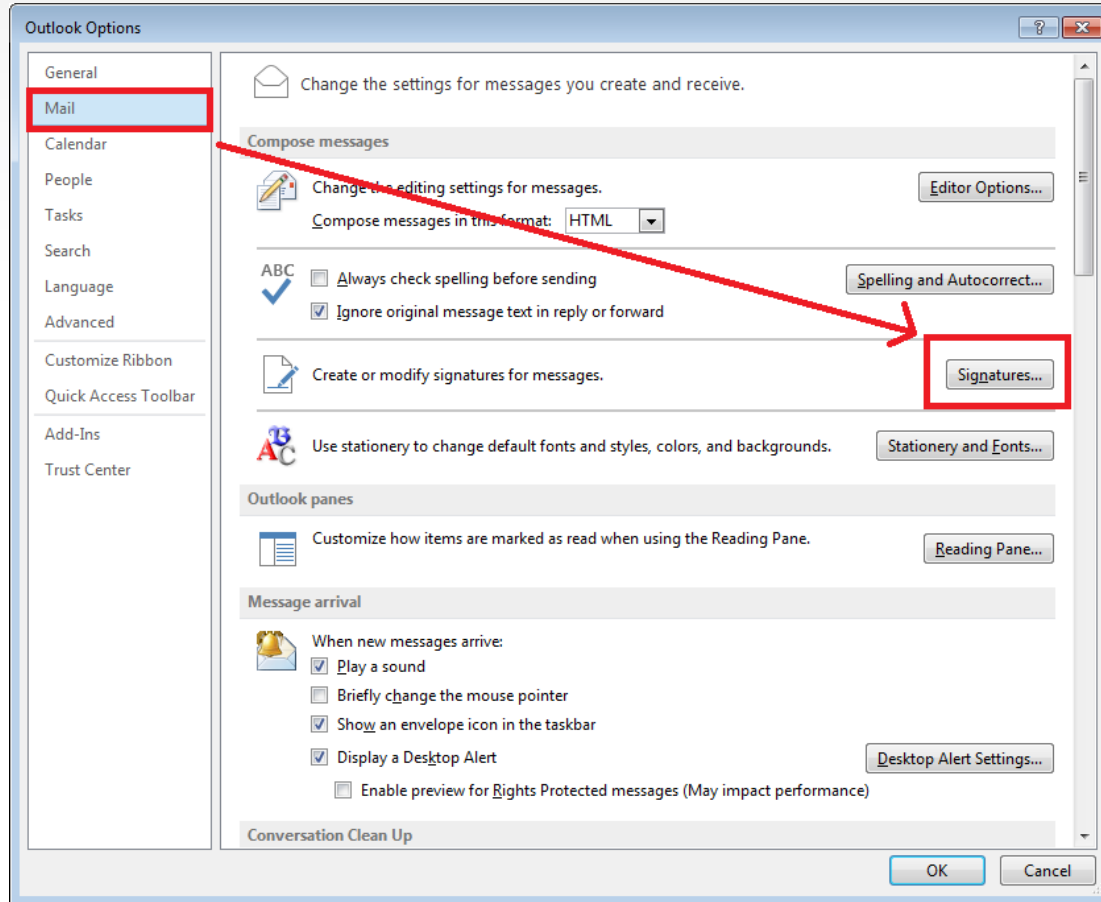 Outlook Options
General
Mail
Calendar
People
Tasks
Search
Language
Advanced
Customize Ribbon
Quick Access Toolbar
Add-Ins
Trust Center
Change the settings for messages you create and receive.
Compose messages
Change the editing settings for messages.
Editor Options...
Compose messages in this format: HTML
ABC
Always check spelling before sending
Spelling and Autocorrect...
Ignore original message text in reply or forward
Create or modify signatures for messages.
Signatures...
Use stationery to change default fonts and styles, colors, and backgrounds.
Stationery and Fonts...
Outlook panes
Customize how items are marked as read when using the Reading Pane.
Reading Pane...
Message arrival
When new messages arrive:
Play a sound
Briefly change the mouse pointer
Show an envelope icon in the taskbar
Display a Desktop Alert
Desktop Alert Settings...
Enable preview for Rights Protected messages (May impact performance)
Conversation Clean Up
OK
Cancel